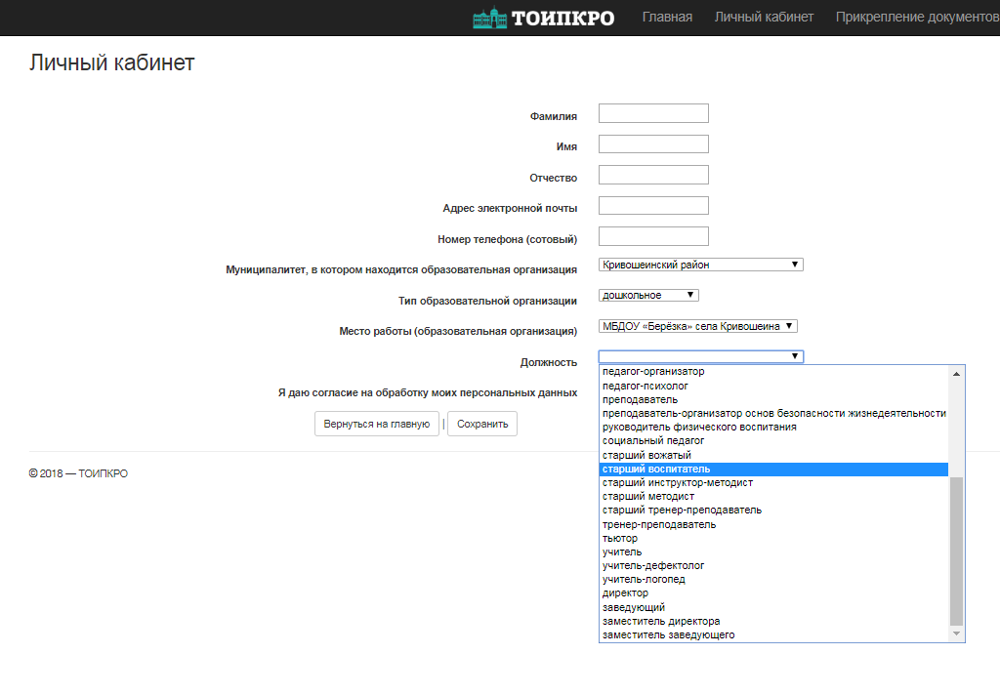 ТОИПКРО Главная Личный кабинет Прикрепление документов
Личный кабинет
Фамилия
Имя
Отчество
Адрес электронной почты
Номер телефона (сотовый)
Муниципалитет, в котором находится образовательная организация Кривошеинский район
Тип образовательной организации дошкольное
Место работы (образовательная организация) МБДОУ «Берёзка» села Кривошеина
Должность
педагог-организатор
педагог-психолог
преподаватель
преподаватель-организатор основ безопасности жизнедеятельности
руководитель физического воспитания
социальный педагог
старший вожатый
старший воспитатель
старший инструктор-методист
старший методист
старший тренер-преподаватель
тренер-преподаватель
тьютор
учитель
учитель-дефектолог
учитель-логопед
директор
заведующий
заместитель директора
заместитель заведующего
Я даю согласие на обработку моих персональных данных
Вернуться на главную | Сохранить
© 2018 — ТОИПКРО